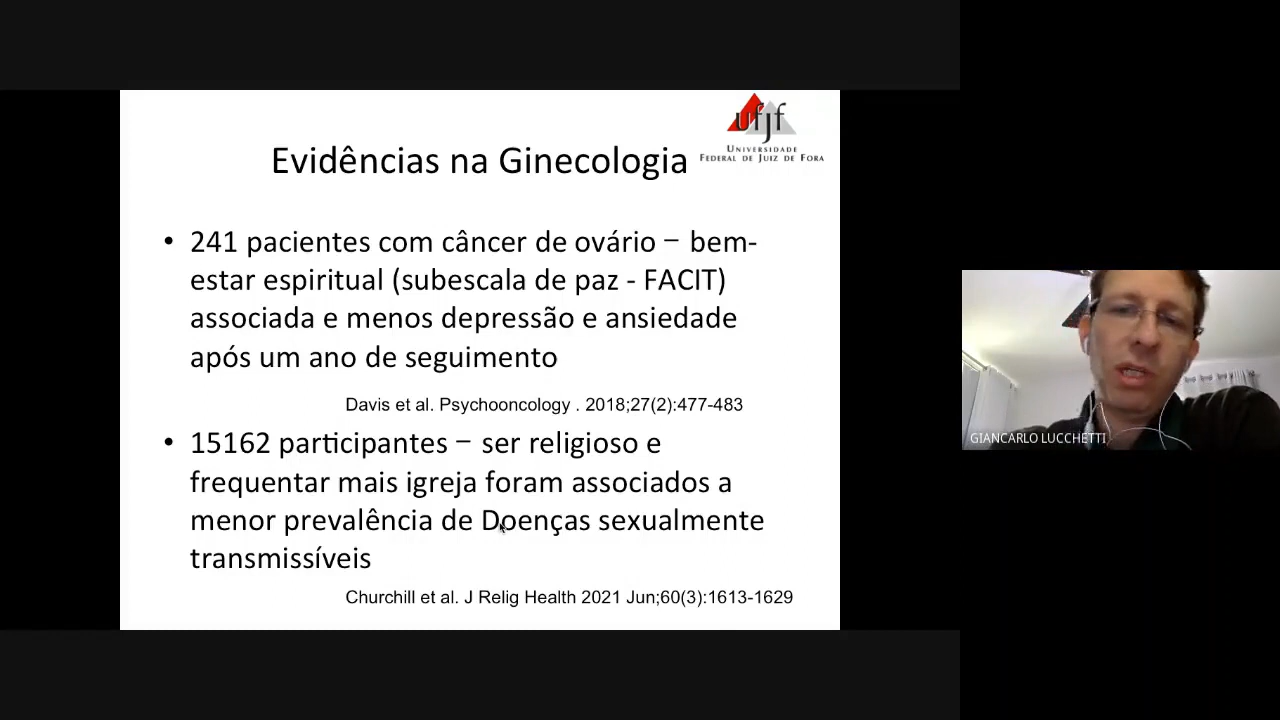 ufjf
UNIVERSIDADE
FEDERAL DE JUIZ DE FORA
Evidências na Ginecologia
• 241 pacientes com câncer de ovário – bem-
estar espiritual (subescala de paz - FACIT)
associada e menos depressão e ansiedade
após um ano de seguimento
Davis et al. Psychooncology . 2018;27(2):477-483
• 15162 participantes – ser religioso e
frequentar mais igreja foram associados a
menor prevalência de Doenças sexualmente
transmissíveis
Churchill et al. J Relig Health 2021 Jun;60(3):1613-1629
GIANCARLO LUCCHETTI